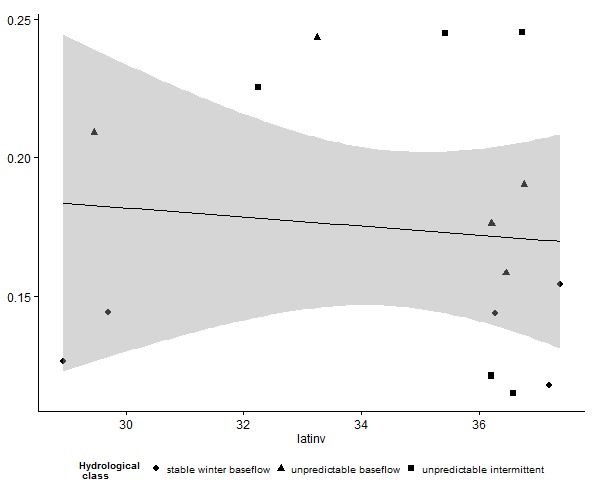 0.25
0.20
0.15
30 32 34 36
latinv
Hydrological
class
stable winter baseflow unpredictable baseflow unpredictable intermittent